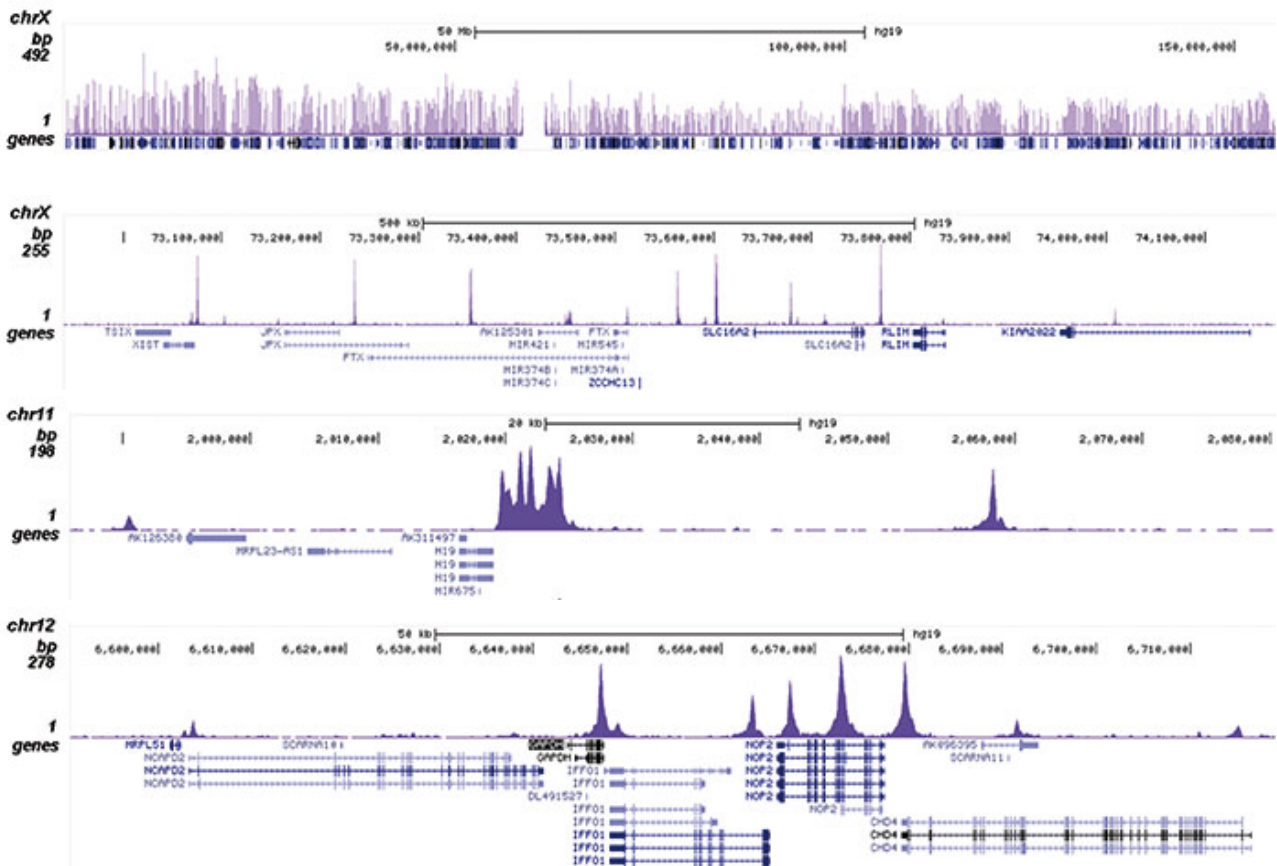 chrX
50 Mb hg19
bp 50,000,000| 100,000,000| 150,000,000|
492
1
genes
chrX
500 kb hg19
bp | 73,100,000| 73,200,000| 73,300,000| 73,400,000| 73,500,000| 73,600,000| 73,700,000| 73,800,000| 73,900,000| 74,000,000| 74,100,000|
255
1
genes TSIX JPX AK125301 FTX SLC16A2 RLIM KIAA2022
XIST JPX MIR421 MIR545 SLC16A2 RLIM
FTX
MIR374B MIR374A
MIR374C ZCCHC13
chr11
20 kb hg19
bp | 2,000,000| 2,010,000| 2,020,000| 2,030,000| 2,040,000| 2,050,000| 2,060,000| 2,070,000| 2,080,000|
198
1
genes
AK126380 AK311497
MRPL23-AS1 H19
H19
H19
MIR675
chr12
50 kb hg19
bp 6,600,000| 6,610,000| 6,620,000| 6,630,000| 6,640,000| 6,650,000| 6,660,000| 6,670,000| 6,680,000| 6,690,000| 6,700,000| 6,710,000|
278
1
genes MRPL51 SCARNA10 GAPDH NOP2 AK096395
NCAPD2 GAPDH NOP2 SCARNA11
NCAPD2 IFFO1 NOP2
NCAPD2 IFFO1 NOP2
DL491527 NOP2
IFFO1
IFFO1 CHD4
IFFO1 CHD4
IFFO1 CHD4
IFFO1